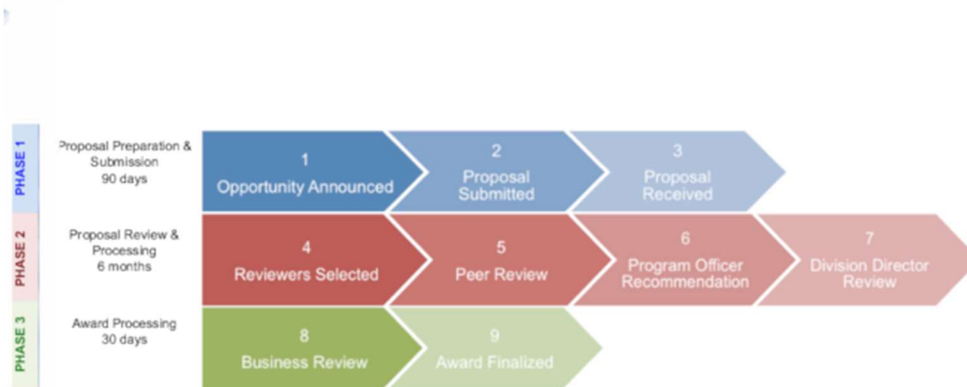 PHASE 1
Proposal Preparation &
Submission
90 days
1
Opportunity Announced
2
Proposal
Submitted
3
Proposal
Received
PHASE 2
Proposal Review &
Processing
6 months
4
Reviewers Selected
5
Peer Review
6
Program Officer
Recommendation
7
Division Director
Review
PHASE 3
Award Processing
30 days
8
Business Review
9
Award Finalized